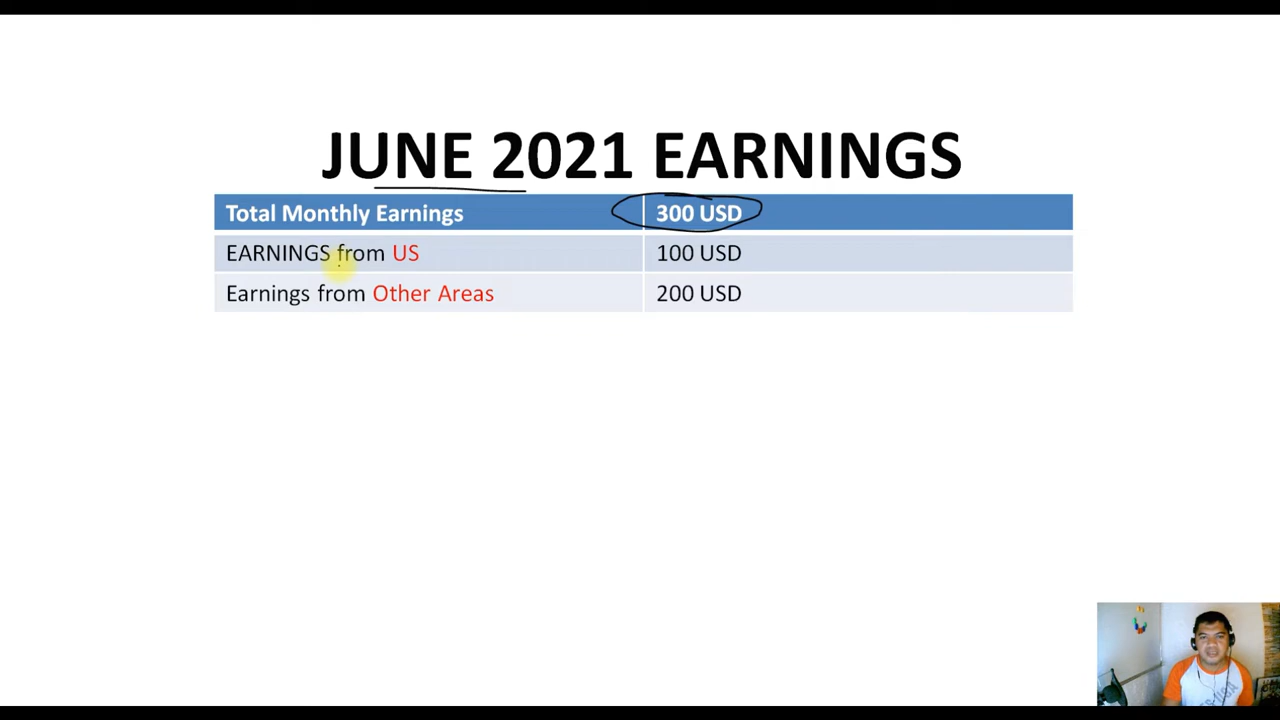 JUNE 2021 EARNINGS
Total Monthly Earnings 300 USD
EARNINGS from US 100 USD
Earnings from Other Areas 200 USD